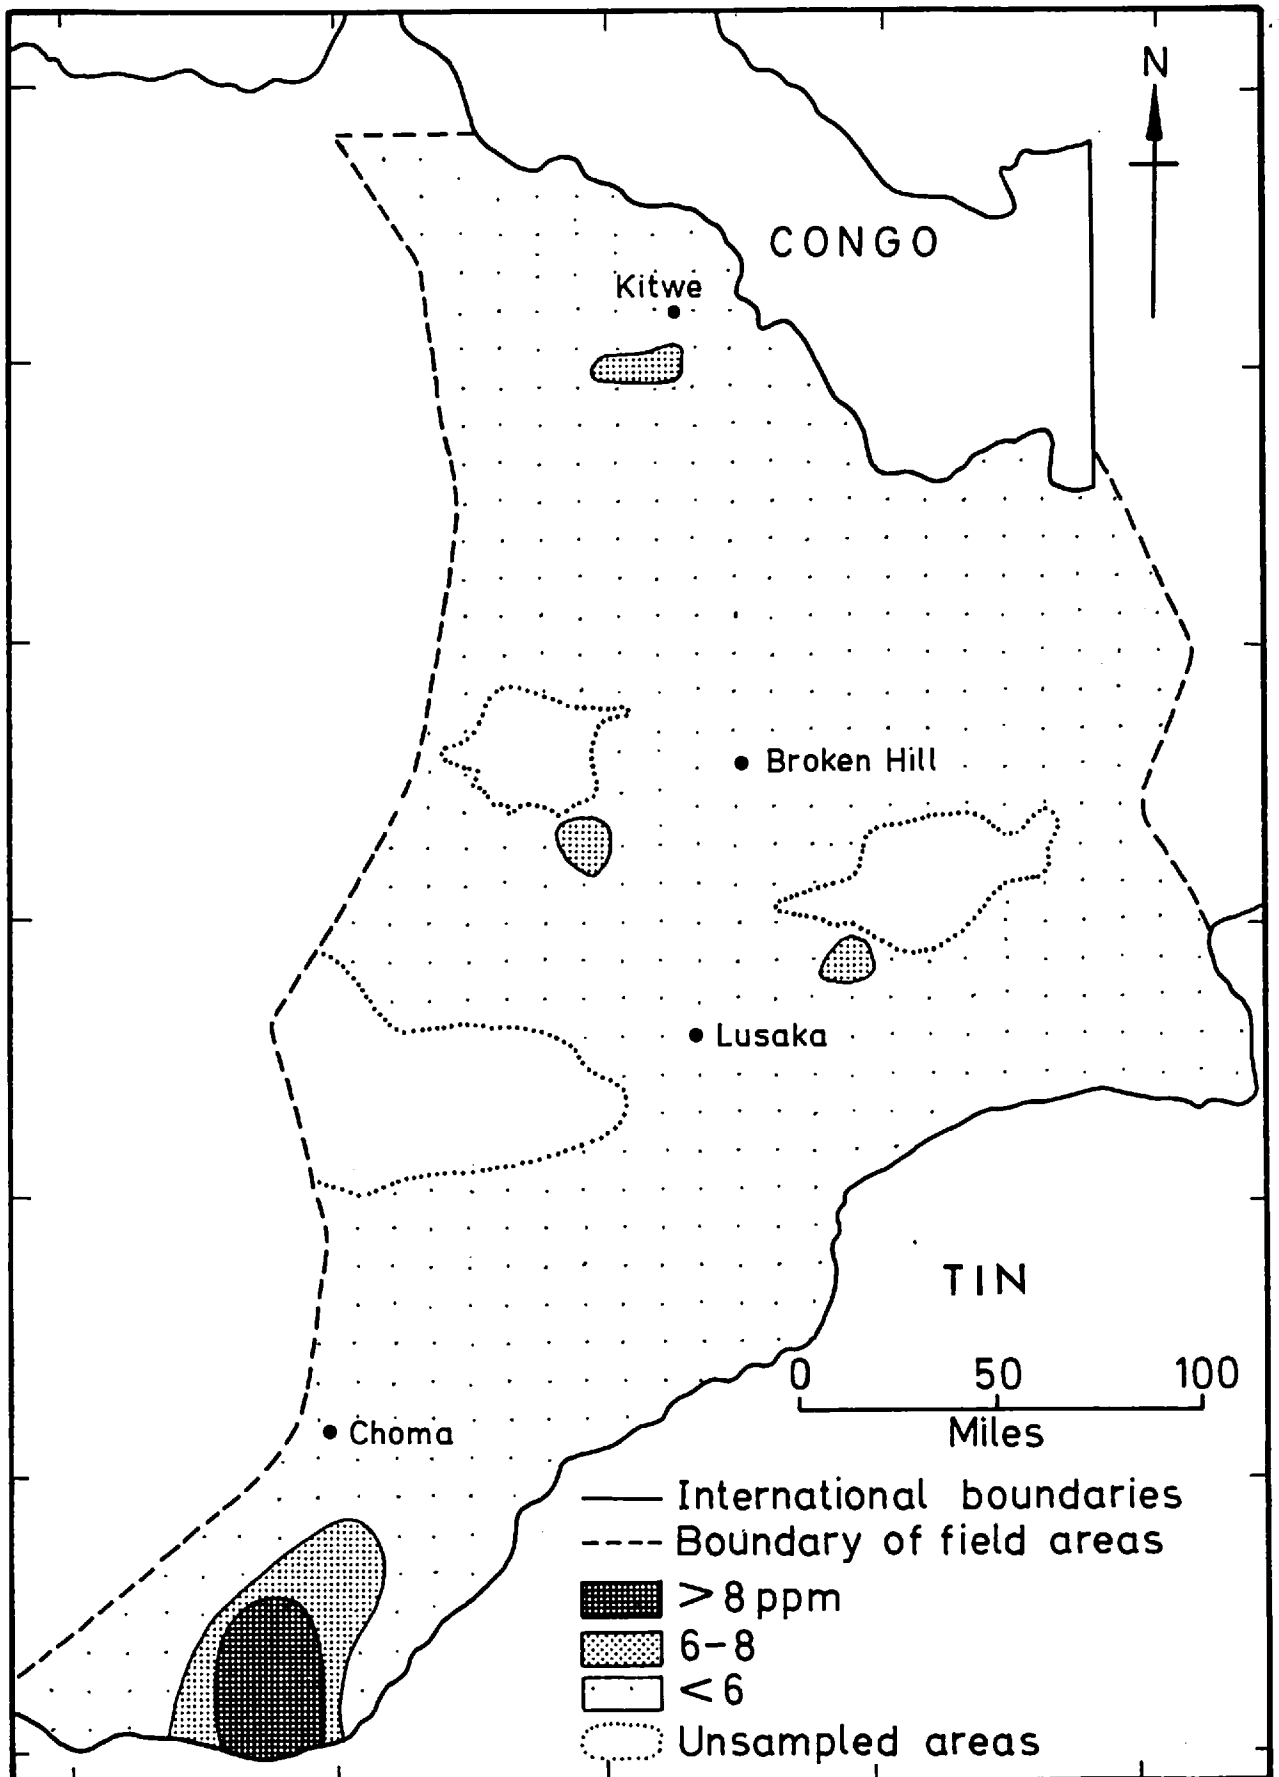 N
CONGO
Kitwe
Broken Hill
Lusaka
TIN
0 50 100
Miles
Choma
International boundaries
Boundary of field areas
>8 ppm
6-8
<6
Unsampled areas